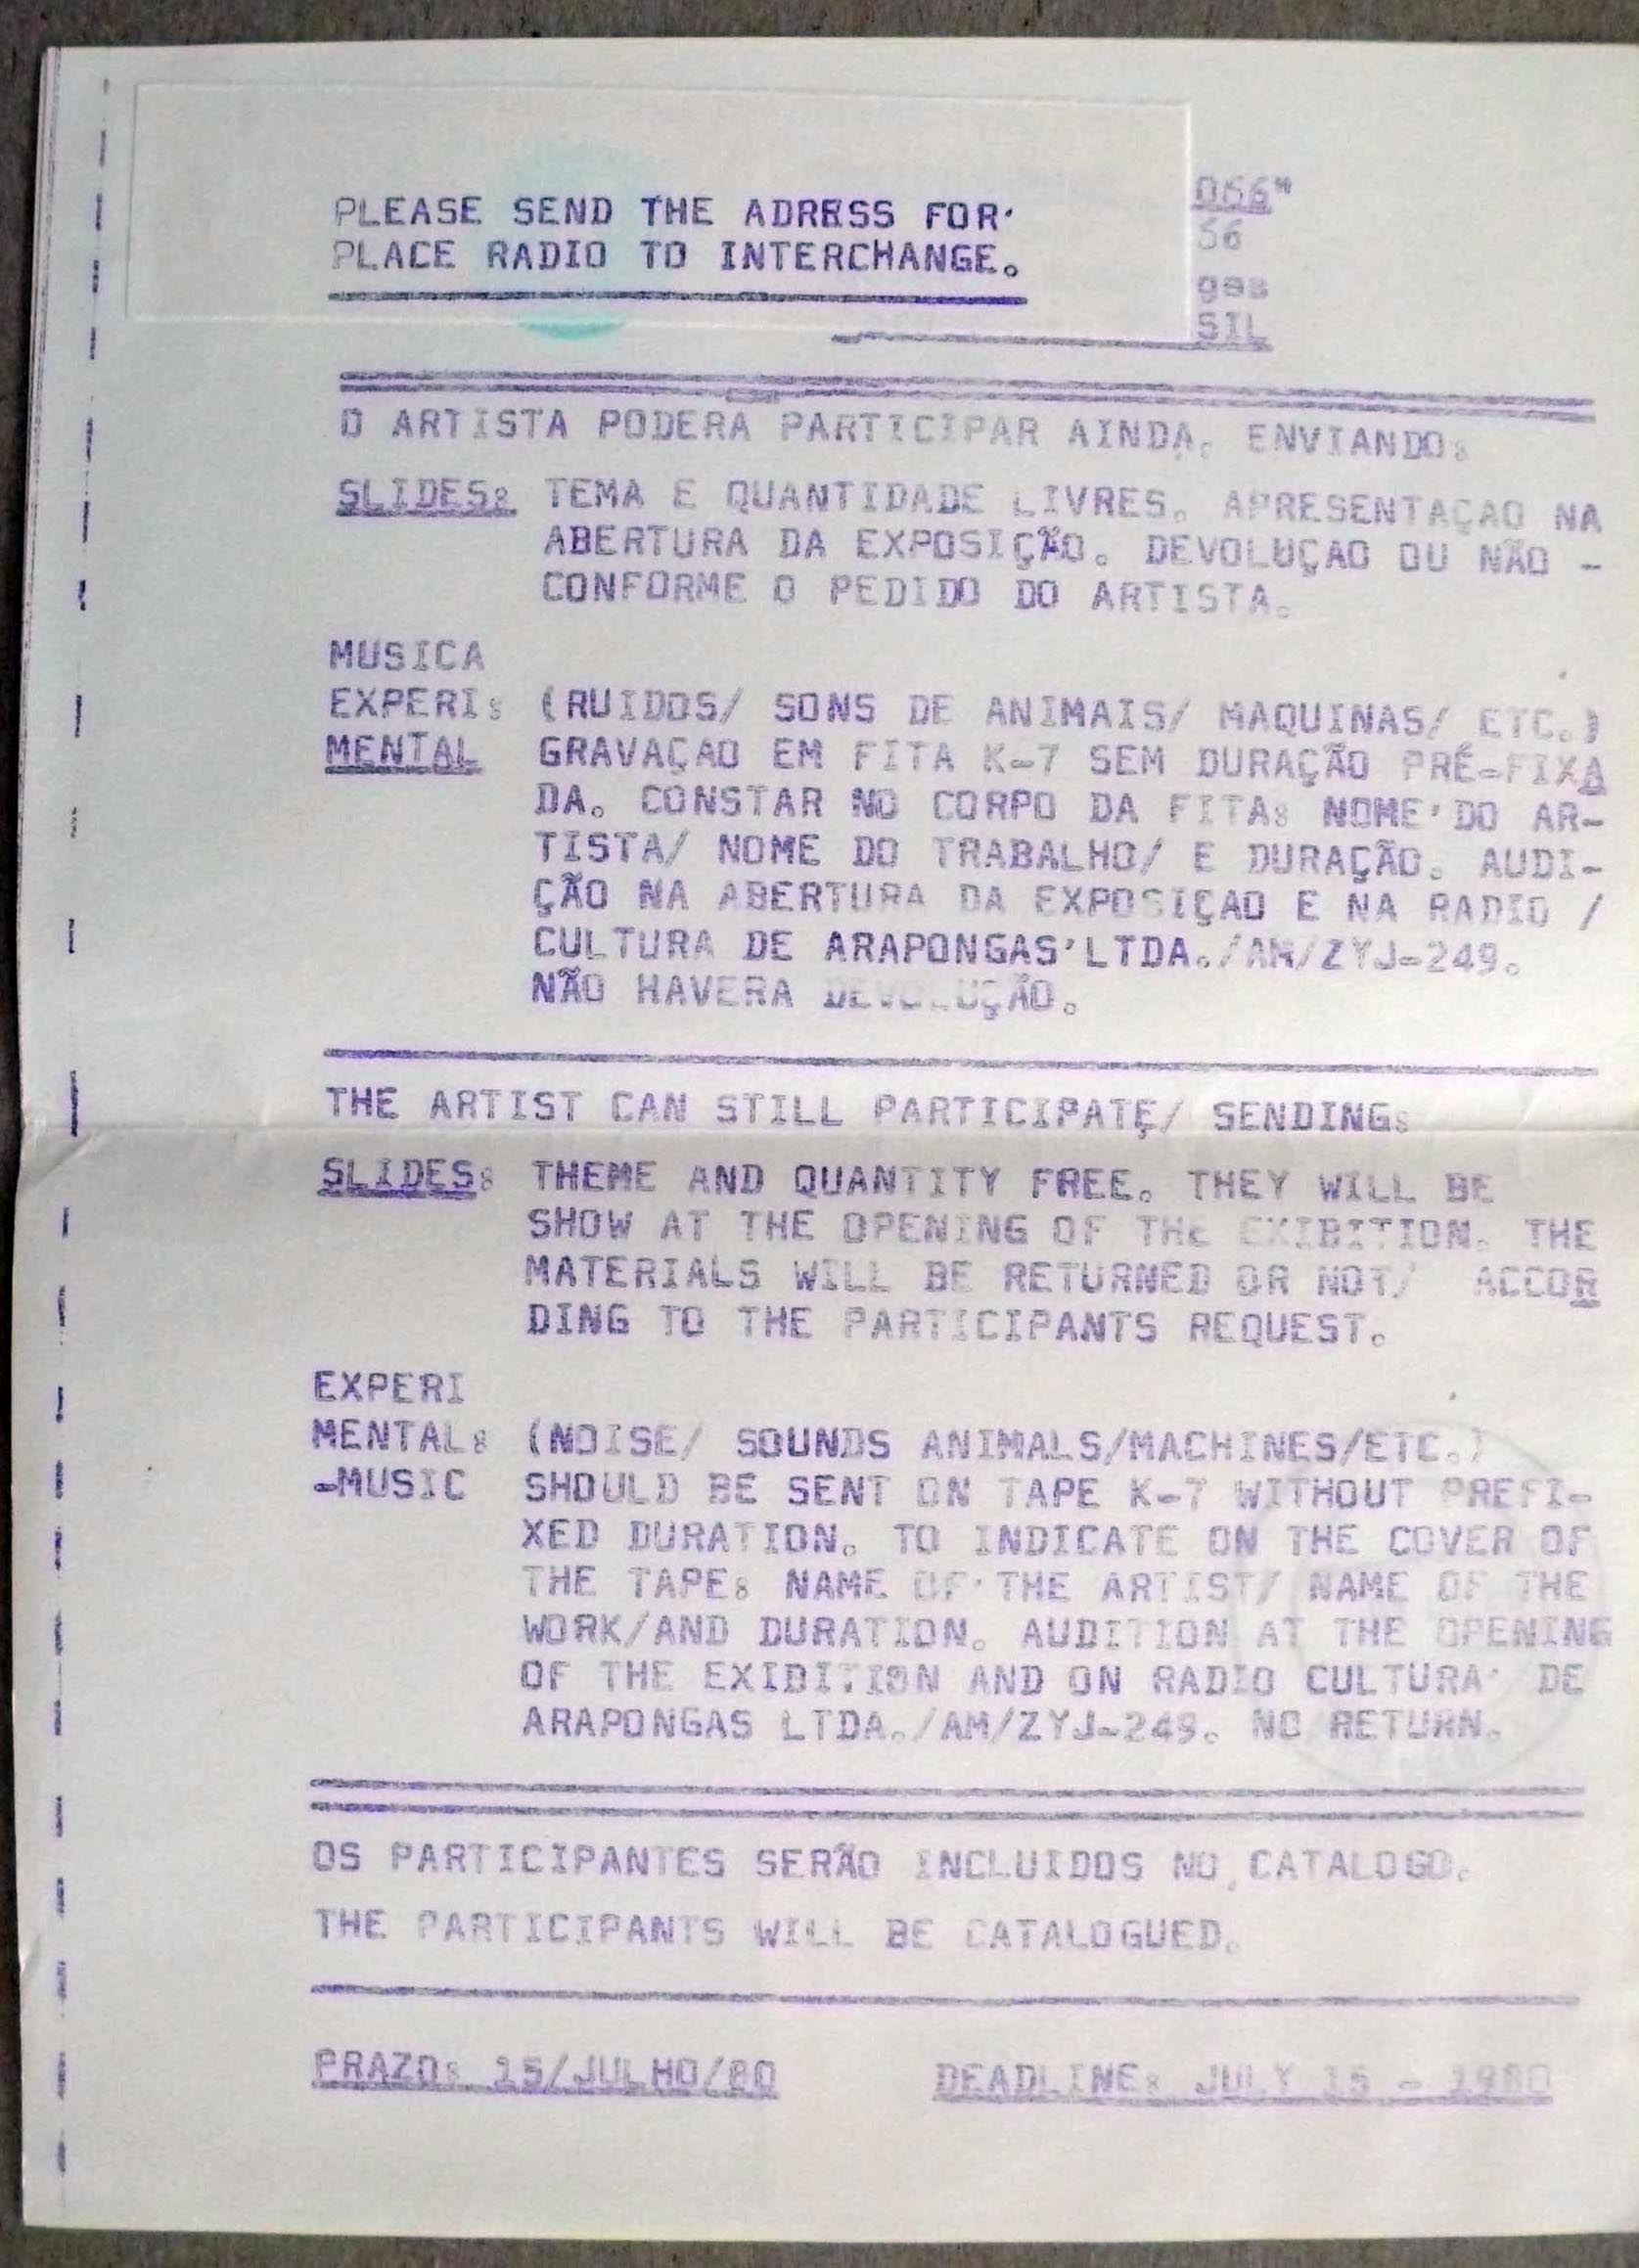 PLEASE SEND THE ADRESS FOR'
PLACE RADIO TO INTERCHANGE.
066"
56
gas
SIL
O ARTISTA PODERA PARTICIPAR AINDA, ENVIANDO:
SLIDES: TEMA E QUANTIDADE LIVRES. APRESENTAÇAO NA
ABERTURA DA EXPOSIÇÃO. DEVOLUÇAO OU NÃO -
CONFORME O PEDIDO DO ARTISTA.
MUSICA
EXPERI: (RUIDOS/ SONS DE ANIMAIS/ MAQUINAS/ ETC.)
MENTAL GRAVAÇAO EM FITA K-7 SEM DURAÇÃO PRÉ-FIXA
DA. CONSTAR NO CORPO DA FITA: NOME'DO AR-
TISTA/ NOME DO TRABALHO/ E DURAÇÃO. AUDI-
ÇÃO NA ABERTURA DA EXPOSIÇAO E NA RADIO /
CULTURA DE ARAPONGAS'LTDA./AM/ZYJ-249.
NÃO HAVERA DEVOLUÇÃO.
THE ARTIST CAN STILL PARTICIPATE/ SENDING:
SLIDES: THEME AND QUANTITY FREE. THEY WILL BE
SHOW AT THE OPENING OF THE EXIBITION. THE
MATERIALS WILL BE RETURNED OR NOT/ ACCOR
DING TO THE PARTICIPANTS REQUEST.
EXPERI
MENTAL: (NOISE/ SOUNDS ANIMALS/MACHINES/ETC.)
-MUSIC SHOULD BE SENT ON TAPE K-7 WITHOUT PREFI-
XED DURATION. TO INDICATE ON THE COVER OF
THE TAPE: NAME OF'THE ARTIST/ NAME OF THE
WORK/AND DURATION. AUDITION AT THE OPENING
OF THE EXIBITION AND ON RADIO CULTURA' DE
ARAPONGAS LTDA./AM/ZYJ-249. NO RETURN.
OS PARTICIPANTES SERÃO INCLUIDOS NO CATALOGO.
THE PARTICIPANTS WILL BE CATALOGUED.
PRAZO: 15/JULHO/80 DEADLINE: JULY 15 - 1980